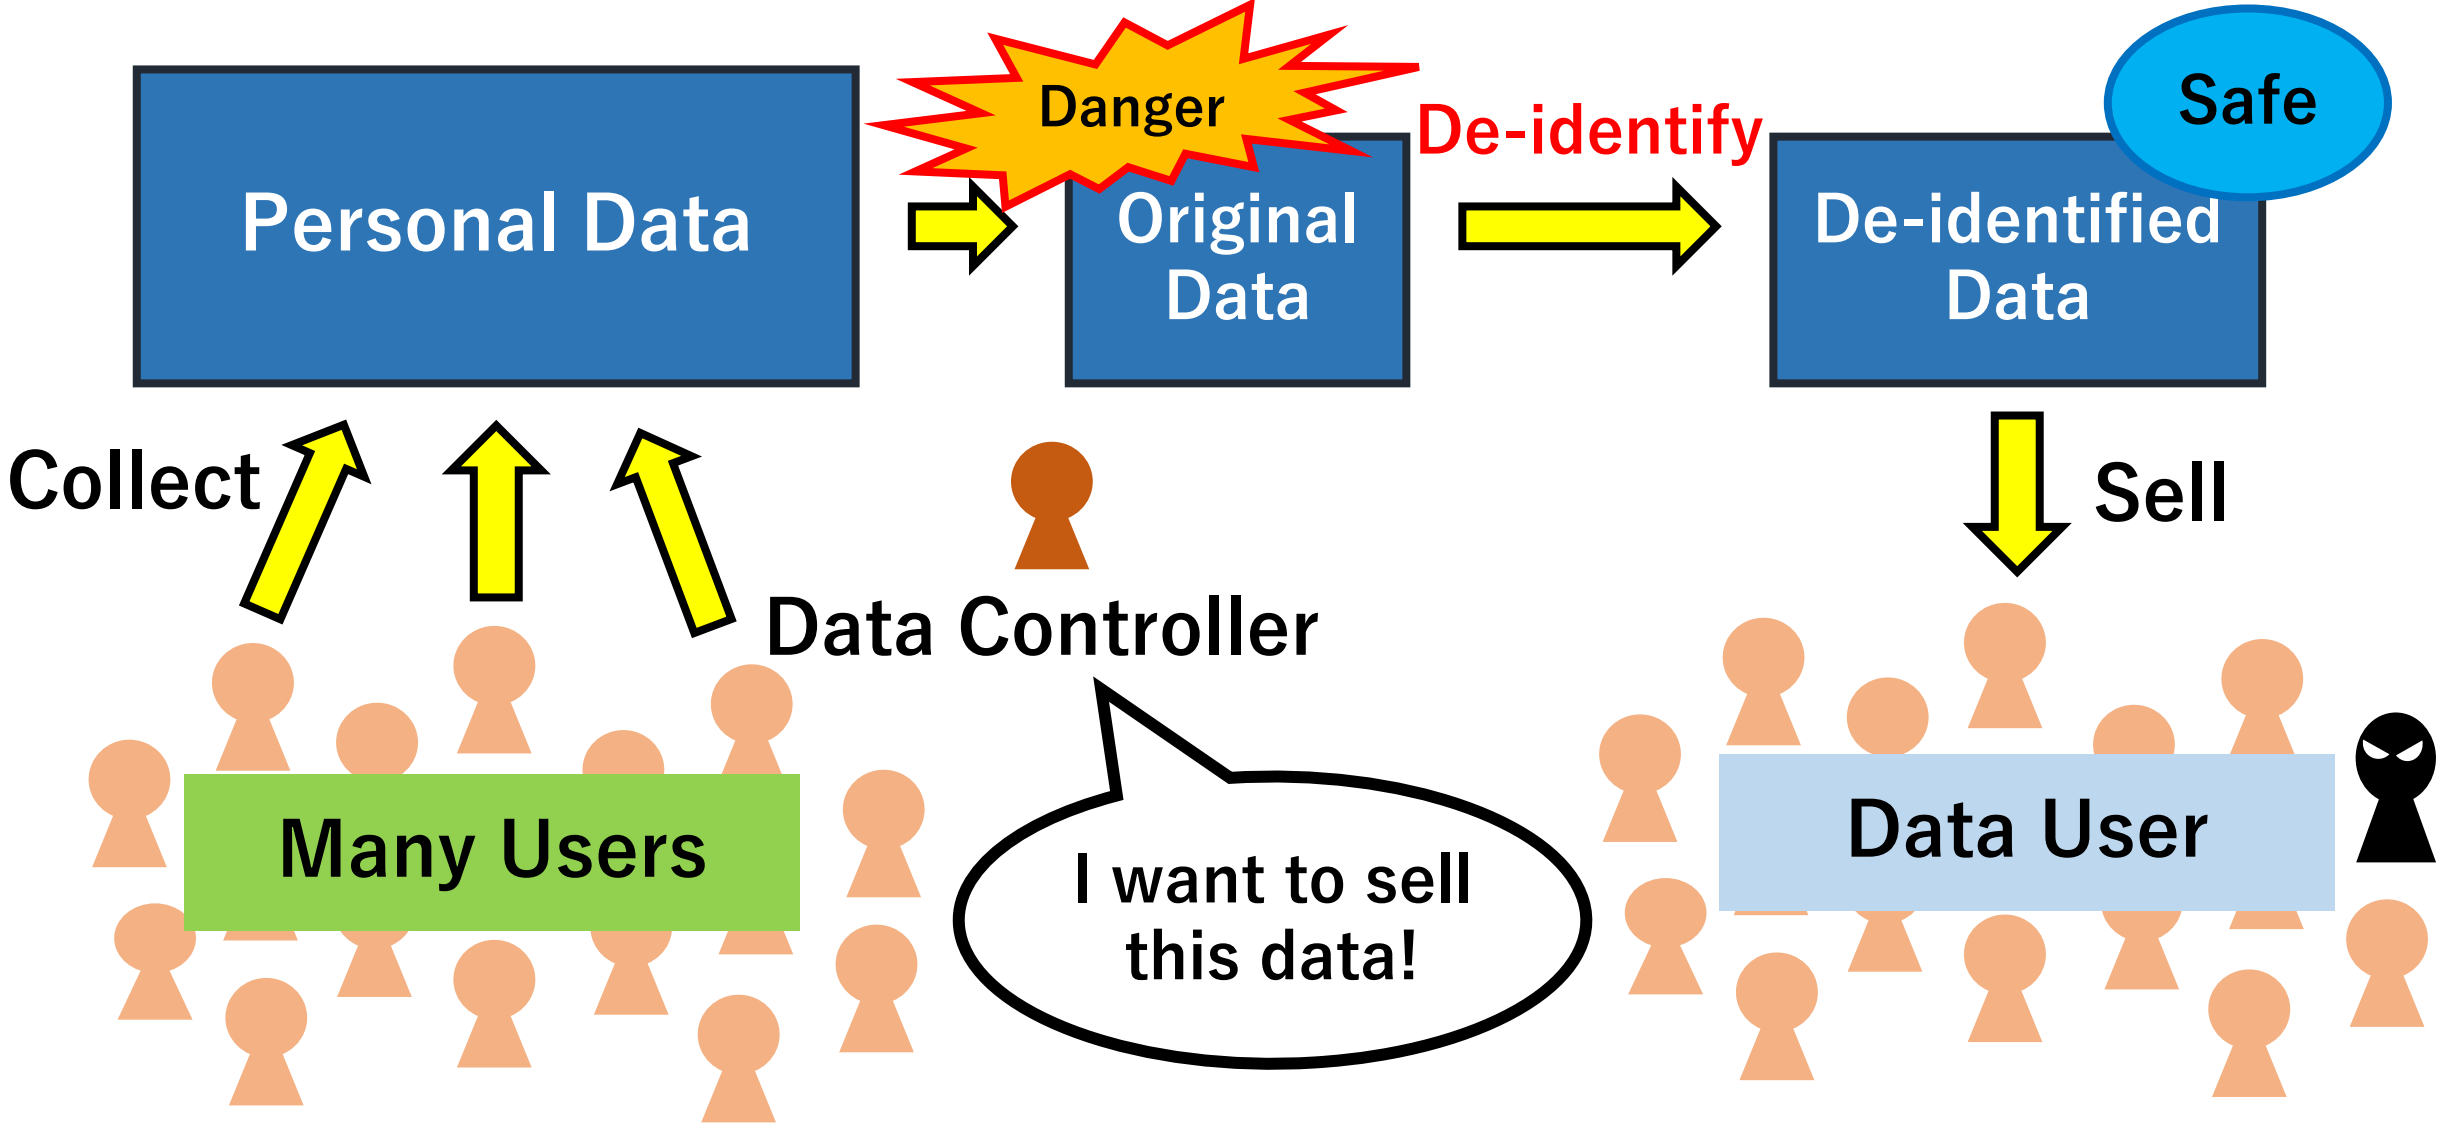 Personal Data
Danger
Original
Data
De-identify
De-identified
Data
Safe
Collect
Data Controller
Sell
Many Users
I want to sell
this data!
Data User